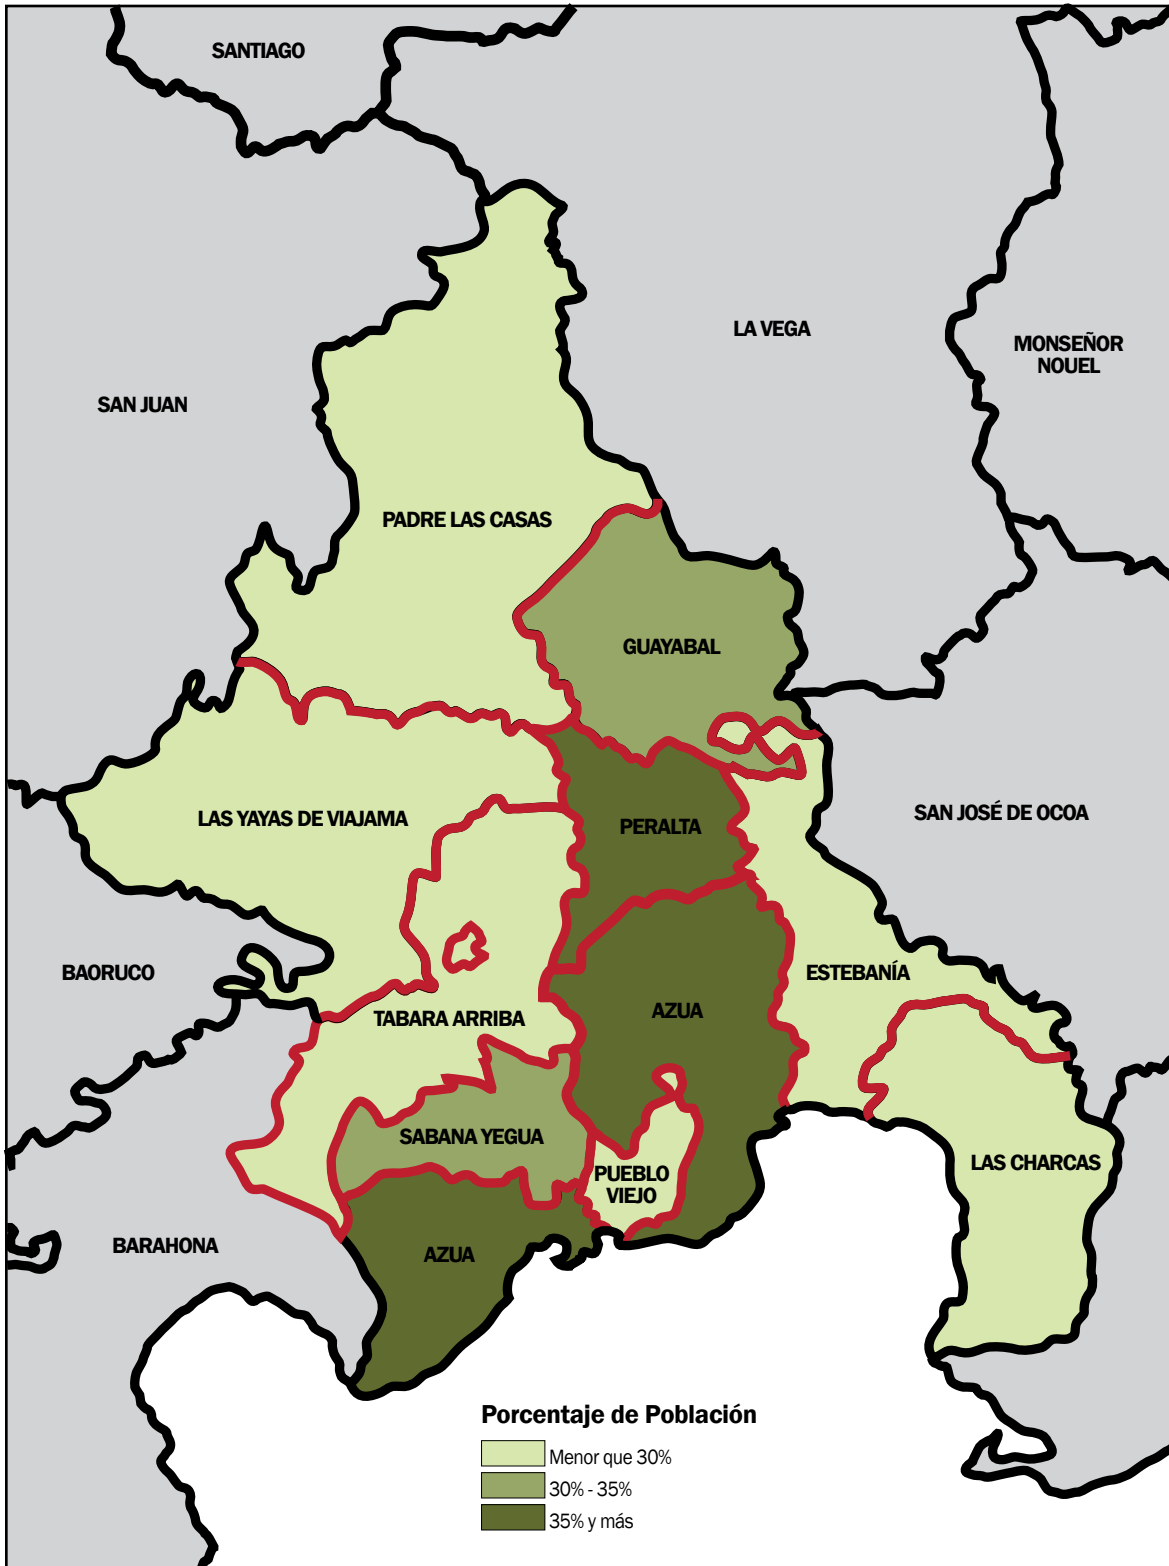 SANTIAGO
LA VEGA
MONSEÑOR
NOUEL
SAN JUAN
PADRE LAS CASAS
GUAYABAL
LAS YAYAS DE VIAJAMA
PERALTA
SAN JOSÉ DE OCOA
BAORUCO
ESTEBANÍA
TABARA ARRIBA
AZUA
SABANA YEGUA
PUEBLO
VIEJO
LAS CHARCAS
BARAHONA
AZUA
Porcentaje de Población
Menor que 30%
30% - 35%
35% y más